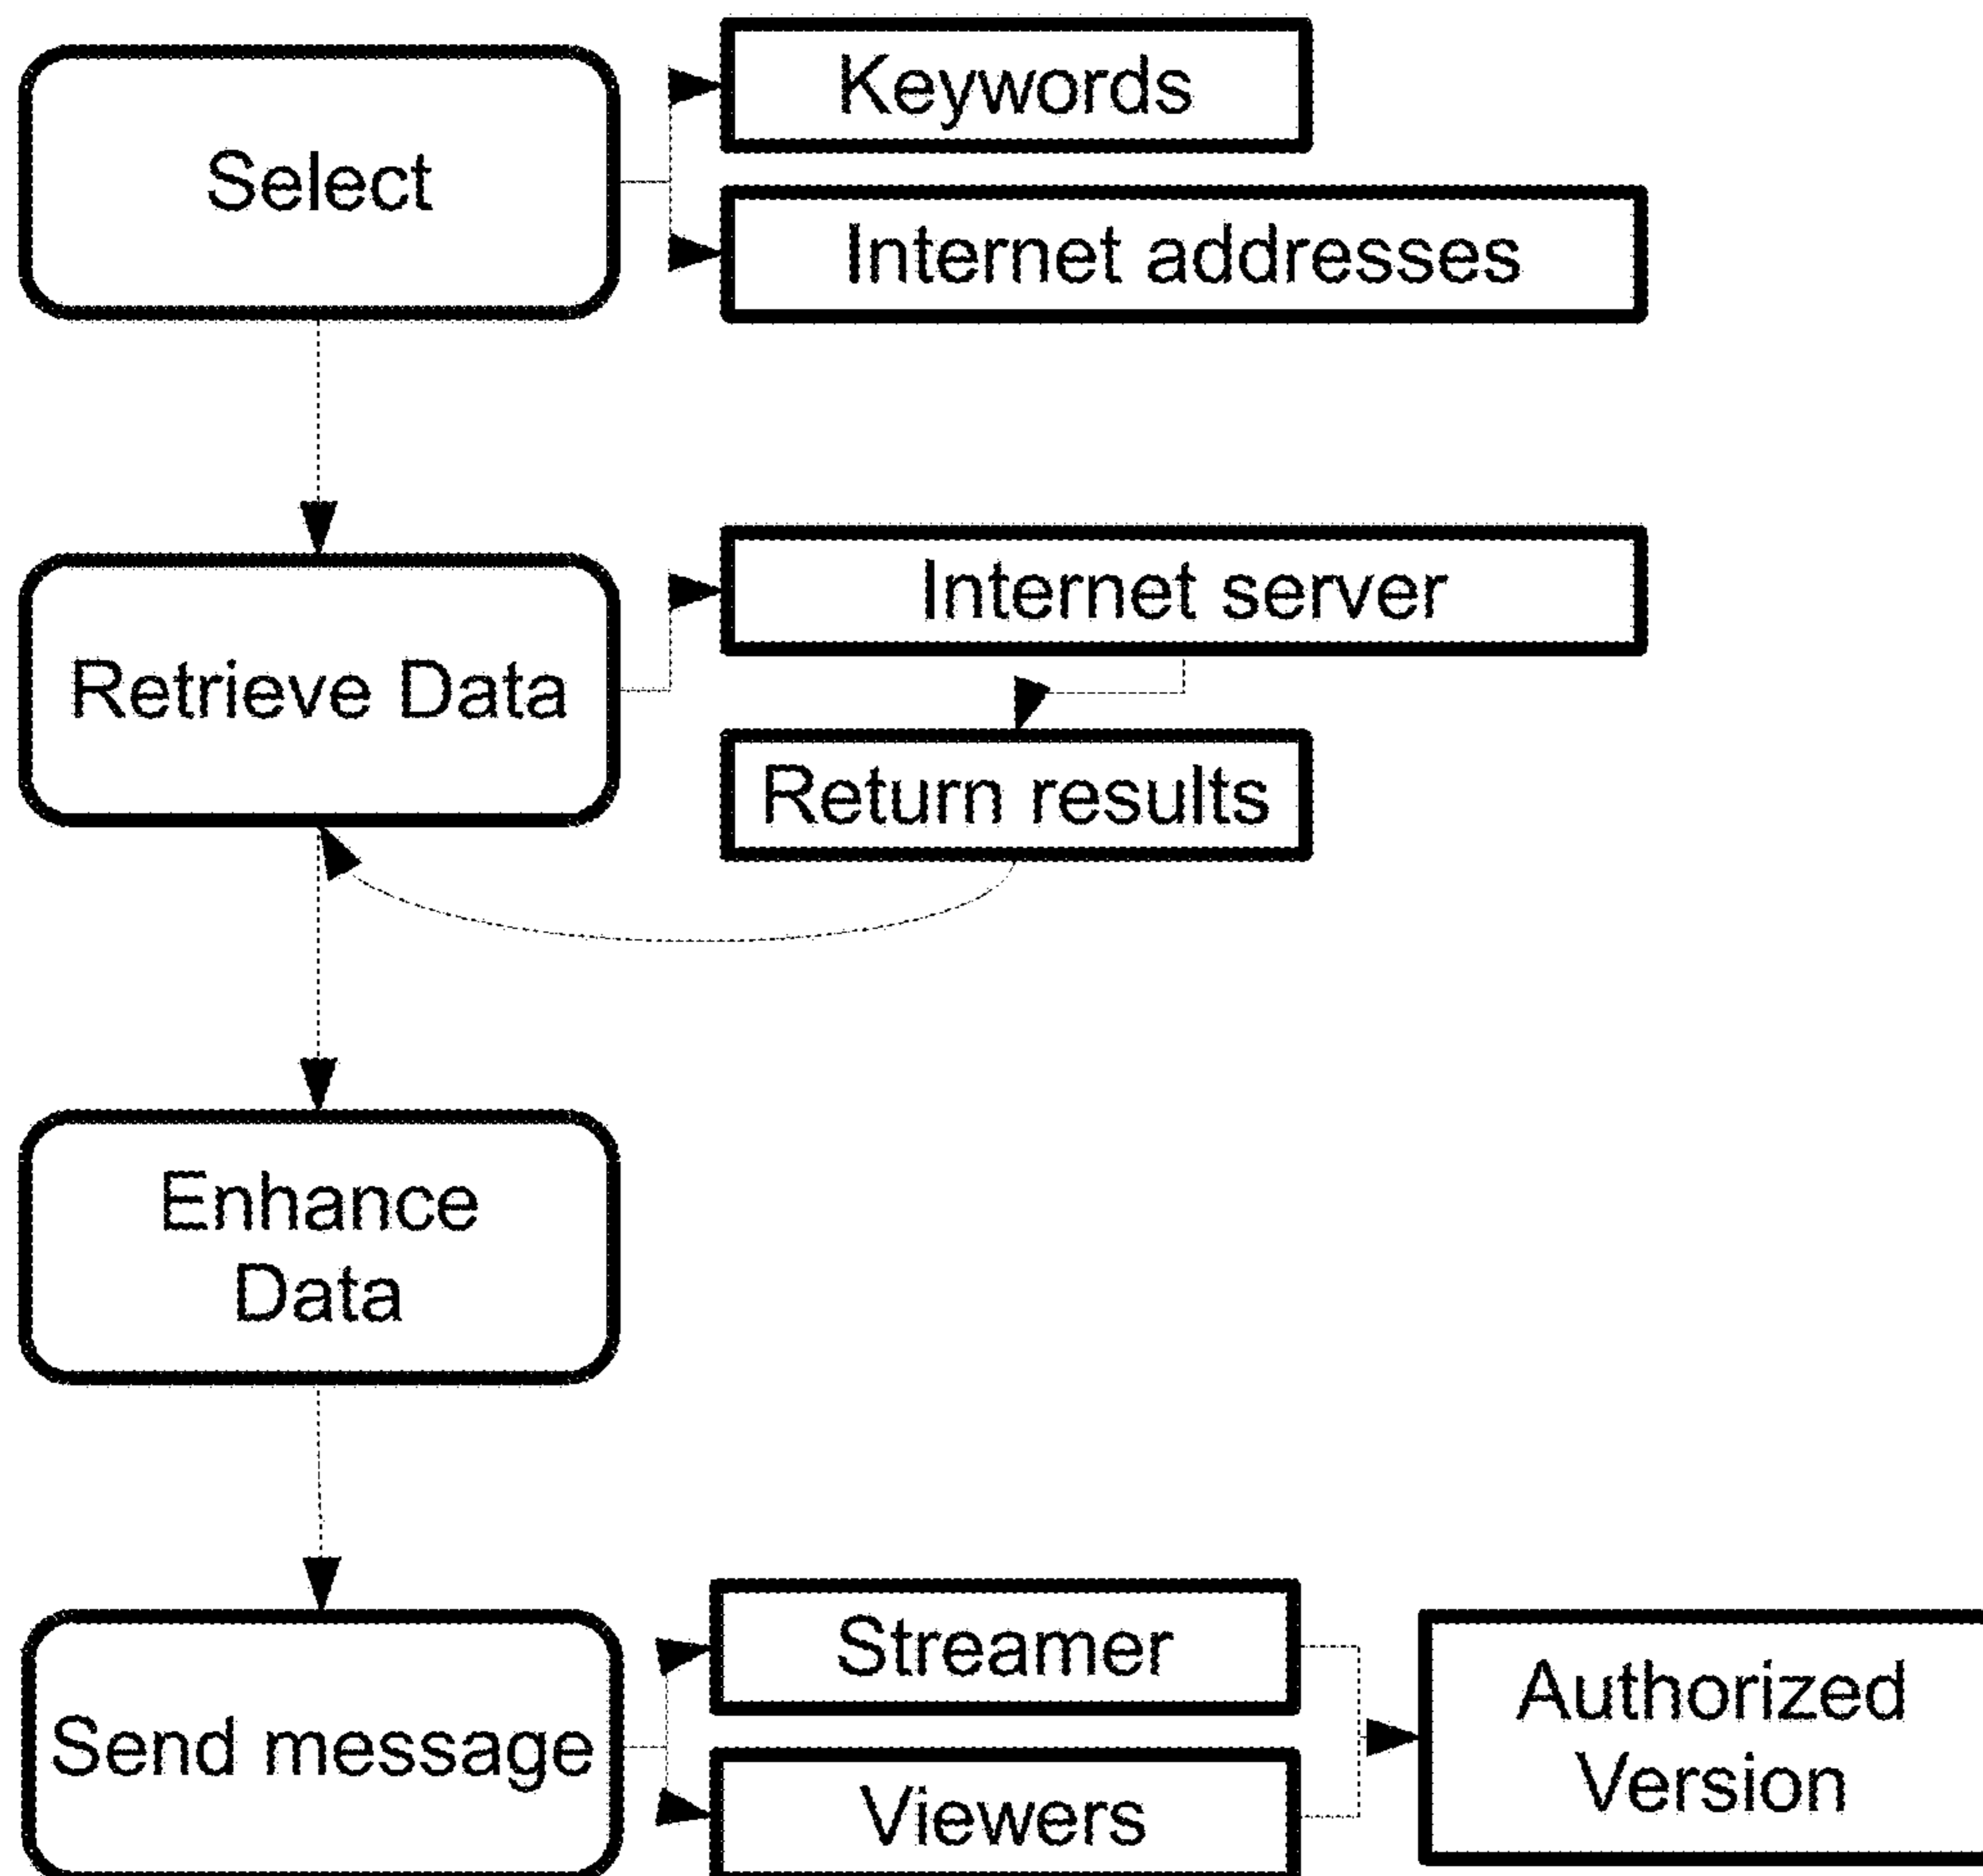 Select
Keywords
Internet addresses
Retrieve Data
Internet server
Return results
Enhance
Data
Send message
Streamer
Viewers
Authorized
Version